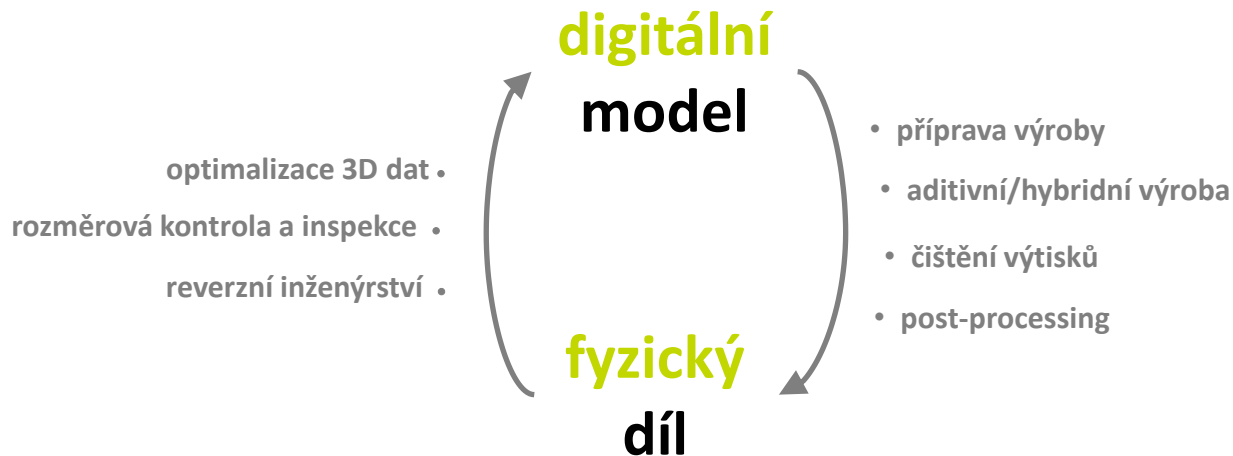 digitální
model
optimalizace 3D dat •
rozměrová kontrola a inspekce •
reverzní inženýrství •
• příprava výroby
• aditivní/hybridní výroba
• čištění výtisků
• post-processing
fyzický
díl